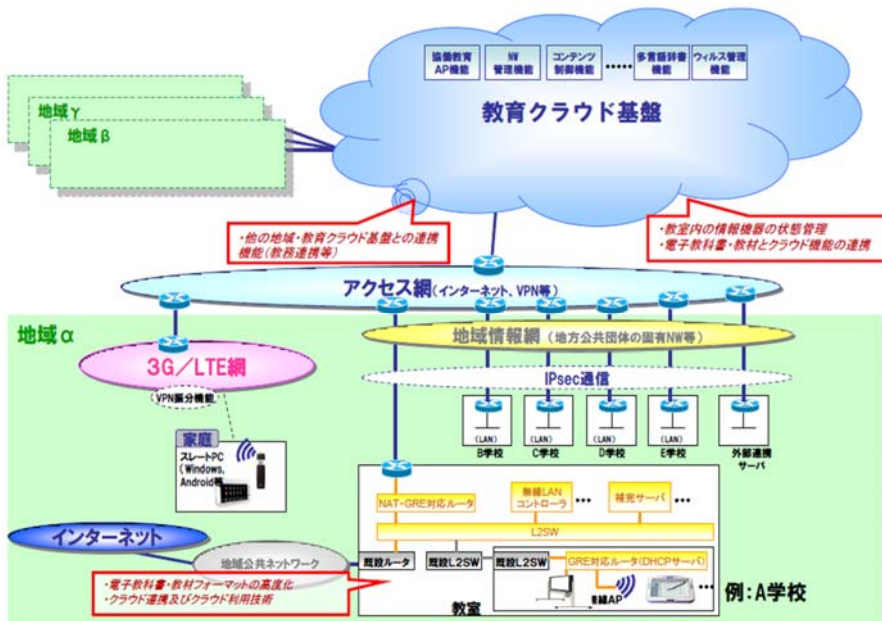 協働教育
AP機能
NW
管理機能
コンテンツ
制御機能
・・・・・
多言語辞書
機能
ウィルス管理
機能
教育クラウド基盤
地域γ
地域β
・他の地域・教育クラウド基盤との連携
機能(教務連携等)
・教室内の情報機器の状態管理
・電子教科書・教材とクラウド機能の連携
アクセス網(インターネット、VPN等)
地域α
地域情報網(地方公共団体の固有NW等)
3G/LTE網
VPN振分機能
IPsec通信
家庭
スレートPC
(Windows、
Android等
(LAN)
B学校
(LAN)
C学校
(LAN)
D学校
(LAN)
E学校
外部連携
サーバ
NAT・GRE対応ルータ
無線LAN
コントローラ
・・・
補完サーバ
・・・
L2SW
インターネット
地域公共ネットワーク
既設ルータ
既設L2SW
既設L2SW
GRE対応ルータ(DHCPサーバ)
・電子教科書・教材フォーマットの高度化
・クラウド連携及びクラウド利用技術
無線AP
・・・
教室
例:A学校